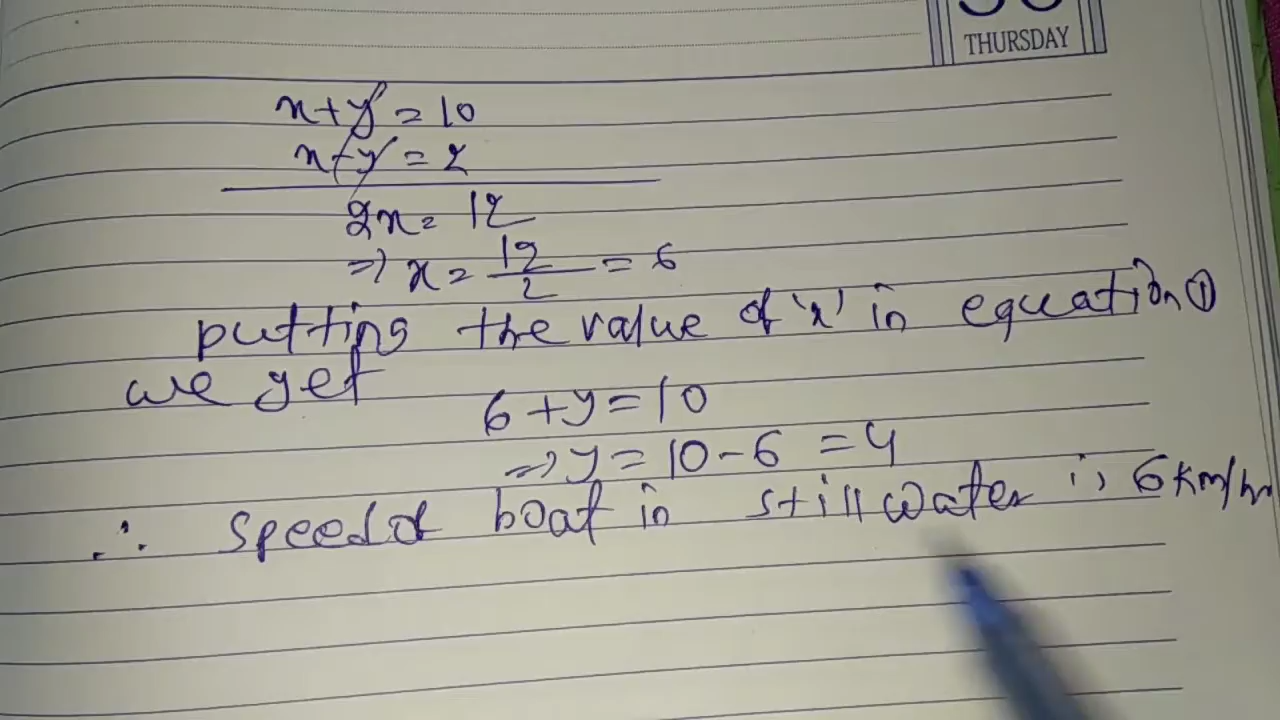 THURSDAY
x+y=10
x-y=2
2x=12
⇒ x=12/2=6
putting the value of 'x' in equation ①
we get
6+y=10
⇒y=10-6=4
∴ speed of boat in still water is 6km/hr